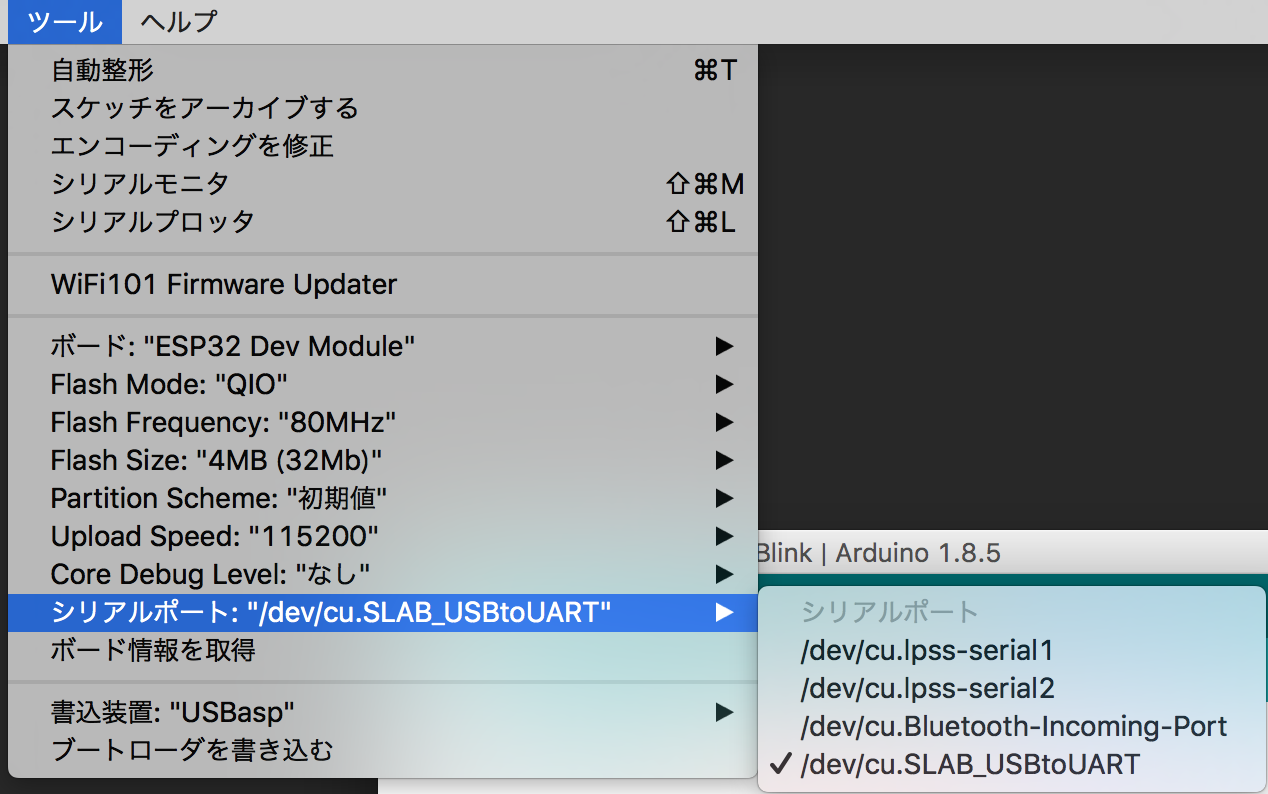 ツール ヘルプ
自動整形 ⌘T
スケッチをアーカイブする
エンコーディングを修正
シリアルモニタ ⇧⌘M
シリアルプロッタ ⇧⌘L
WiFi101 Firmware Updater
ボード: "ESP32 Dev Module" ▶
Flash Mode: "QIO" ▶
Flash Frequency: "80MHz" ▶
Flash Size: "4MB (32Mb)" ▶
Partition Scheme: "初期値" ▶
Upload Speed: "115200" ▶
Core Debug Level: "なし" ▶
シリアルポート: "/dev/cu.SLAB_USBtoUART" ▶
ボード情報を取得
書込装置: "USBasp" ▶
ブートローダを書き込む
Blink | Arduino 1.8.5
シリアルポート
/dev/cu.lpss-serial1
/dev/cu.lpss-serial2
/dev/cu.Bluetooth-Incoming-Port
✓ /dev/cu.SLAB_USBtoUART